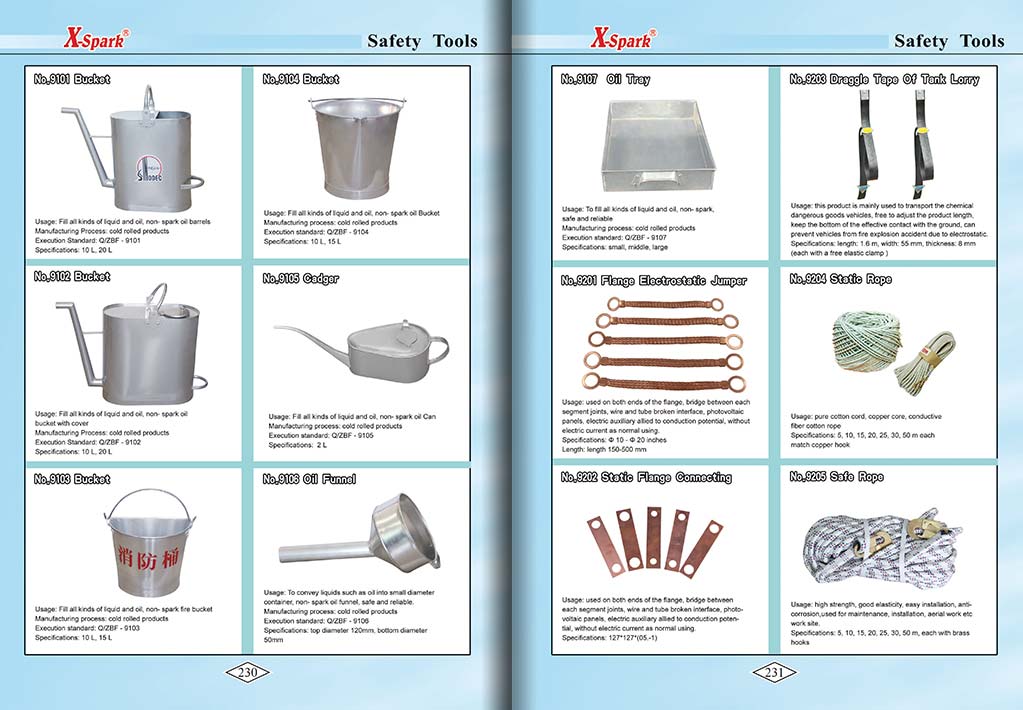 X-Spark®
Safety Tools
No.9101 Bucket
SINODEC
Usage: Fill all kinds of liquid and oil, non- spark oil barrels
Manufacturing Process: cold rolled products
Execution Standard: Q/ZBF - 9101
Specifications: 10 L, 20 L
No.9104 Bucket
Usage: Fill all kinds of liquid and oil, non- spark oil Bucket
Manufacturing process: cold rolled products
Execution standard: Q/ZBF - 9104
Specifications: 10 L, 15 L
No.9102 Bucket
Usage: Fill all kinds of liquid and oil, non- spark oil
bucket with cover
Manufacturing Process: cold rolled products
Execution Standard: Q/ZBF - 9102
Specifications: 10 L, 20 L
No.9105 Cadger
Usage: Fill all kinds of liquid and oil, non- spark oil Can
Manufacturing process: cold rolled products
Execution standard: Q/ZBF - 9105
Specifications: 2 L
No.9103 Bucket
消防桶
Usage: Fill all kinds of liquid and oil, non- spark fire bucket
Manufacturing process: cold rolled products
Execution standard: Q/ZBF - 9103
Specifications: 10 L, 15 L
No.9106 Oil Funnel
Usage: To convey liquids such as oil into small diameter
container, non- spark oil funnel, safe and reliable.
Manufacturing process: cold rolled products
Execution standard: Q/ZBF - 9106
Specifications: top diameter 120mm, bottom diameter
50mm
230
X-Spark®
Safety Tools
No.9107 Oil Tray
Usage: To fill all kinds of liquid and oil, non- spark,
safe and reliable
Manufacturing process: cold rolled products
Execution standard: Q/ZBF - 9107
Specifications: small, middle, large
No.9203 Draggle Tape Of Tank Lorry
Usage: this product is mainly used to transport the chemical
dangerous goods vehicles, free to adjust the product length,
keep the bottom of the effective contact with the ground, can
prevent vehicles from fire explosion accident due to electrostatic.
Specifications: length: 1.6 m, width: 55 mm, thickness: 8 mm
(each with a free elastic clamp )
No.9201 Flange Electrostatic Jumper
Usage: used on both ends of the flange, bridge between each
segment joints, wire and tube broken interface, photovoltaic
panels, electric auxiliary allied to conduction potential, without
electric current as normal using.
Specifications: Φ 10 - Φ 20 inches
Length: length 150-500 mm
No.9204 Static Rope
Usage: pure cotton cord, copper core, conductive
fiber cotton rope
Specifications: 5, 10, 15, 20, 25, 30, 50 m each
match copper hook
No.9202 Static Flange Connecting
Usage: used on both ends of the flange, bridge between
each segment joints, wire and tube broken interface, photo-
voltaic panels, electric auxiliary allied to conduction poten-
tial, without electric current as normal using.
Specifications: 127*127*(05.-1)
No.9205 Safe Rope
Usage: high strength, good elasticity, easy installation, anti-
corrosion,used for maintenance, installation, aerial work etc
work site.
Specifications: 5, 10, 15, 20, 25, 30, 50 m, each with brass
hooks
231